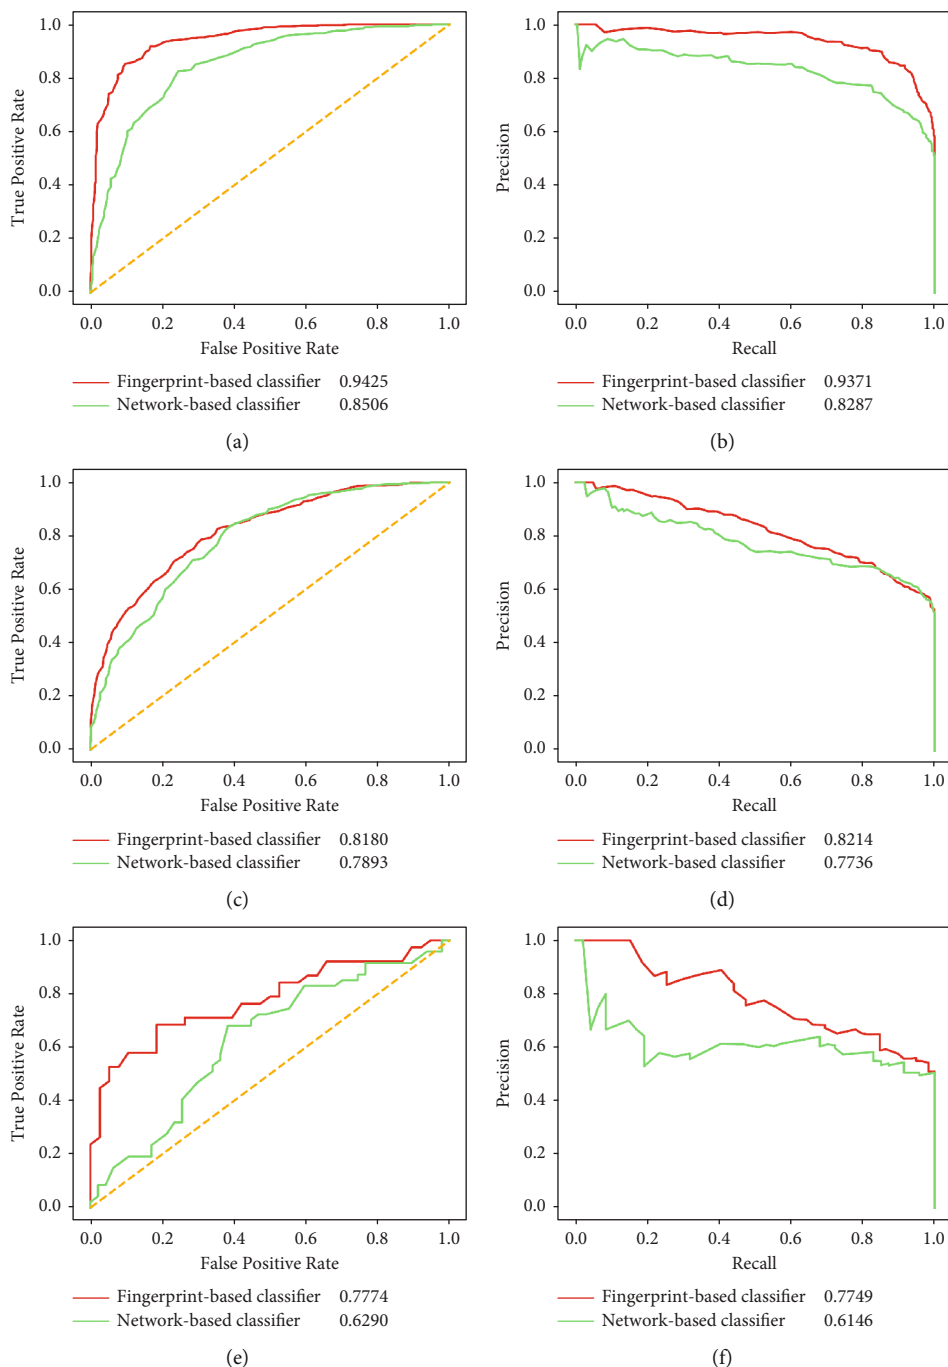 1.0
0.8
0.6
0.4
0.2
0.0
True Positive Rate
0.0 0.2 0.4 0.6 0.8 1.0
False Positive Rate
Fingerprint-based classifier 0.9425
Network-based classifier 0.8506
(a)
1.0
0.8
0.6
0.4
0.2
0.0
Precision
0.0 0.2 0.4 0.6 0.8 1.0
Recall
Fingerprint-based classifier 0.9371
Network-based classifier 0.8287
(b)
1.0
0.8
0.6
0.4
0.2
0.0
True Positive Rate
0.0 0.2 0.4 0.6 0.8 1.0
False Positive Rate
Fingerprint-based classifier 0.8180
Network-based classifier 0.7893
(c)
1.0
0.8
0.6
0.4
0.2
0.0
Precision
0.0 0.2 0.4 0.6 0.8 1.0
Recall
Fingerprint-based classifier 0.8214
Network-based classifier 0.7736
(d)
1.0
0.8
0.6
0.4
0.2
0.0
True Positive Rate
0.0 0.2 0.4 0.6 0.8 1.0
False Positive Rate
Fingerprint-based classifier 0.7774
Network-based classifier 0.6290
(e)
1.0
0.8
0.6
0.4
0.2
0.0
Precision
0.0 0.2 0.4 0.6 0.8 1.0
Recall
Fingerprint-based classifier 0.7749
Network-based classifier 0.6146
(f)